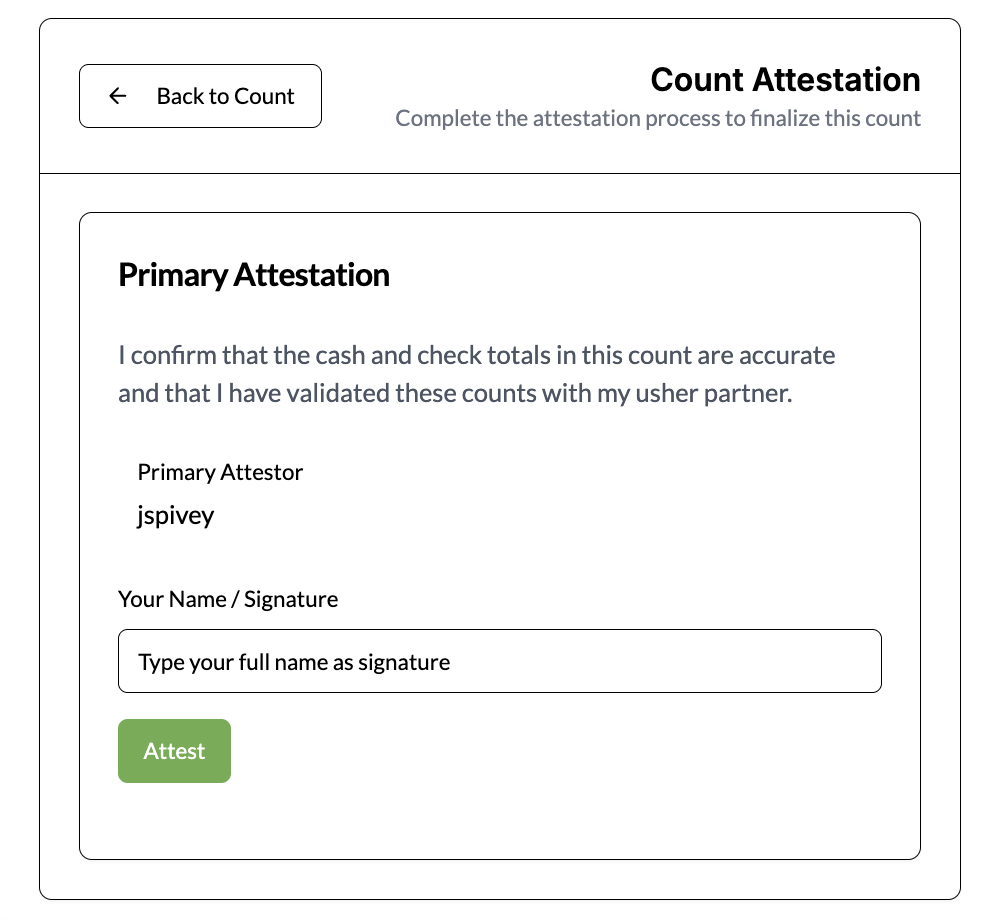 Back to Count
Count Attestation
Complete the attestation process to finalize this count
Primary Attestation
I confirm that the cash and check totals in this count are accurate
and that I have validated these counts with my usher partner.
Primary Attestor
jspivey
Your Name / Signature
Type your full name as signature
Attest